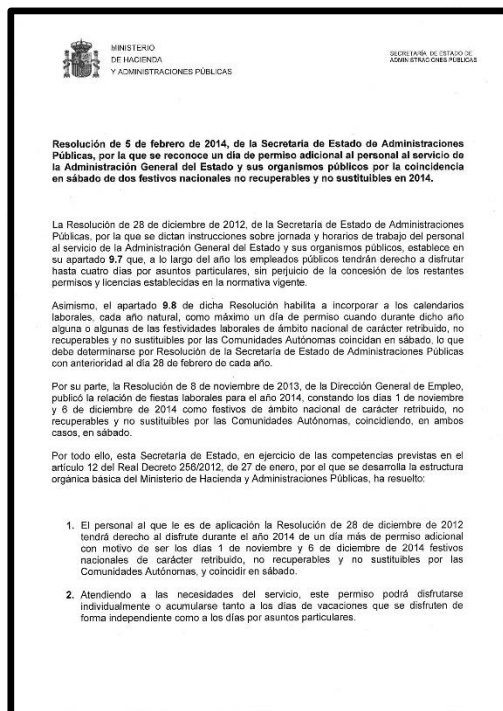 MINISTERIO
DE HACIENDA
Y ADMINISTRACIONES PÚBLICAS
SECRETARÍA DE ESTADO DE
ADMINISTRACIONES PÚBLICAS
Resolución de 5 de febrero de 2014, de la Secretaría de Estado de Administraciones
Públicas, por la que se reconoce un día de permiso adicional al personal al servicio de
la Administración General del Estado y sus organismos públicos por la coincidencia
en sábado de dos festivos nacionales no recuperables y no sustituibles en 2014.
La Resolución de 28 de diciembre de 2012, de la Secretaría de Estado de Administraciones
Públicas, por la que se dictan instrucciones sobre jornada y horarios de trabajo del personal
al servicio de la Administración General del Estado y sus organismos públicos, establece en
su apartado 9.7 que, a lo largo del año los empleados públicos tendrán derecho a disfrutar
hasta cuatro días por asuntos particulares, sin perjuicio de la concesión de los restantes
permisos y licencias establecidas en la normativa vigente.
Asimismo, el apartado 9.8 de dicha Resolución habilita a incorporar a los calendarios
laborales, cada año natural, como máximo un día de permiso cuando durante dicho año
alguna o algunas de las festividades laborales de ámbito nacional de carácter retribuido, no
recuperables y no sustituibles por las Comunidades Autónomas coincidan en sábado, lo que
debe determinarse por Resolución de la Secretaría de Estado de Administraciones Públicas
con anterioridad al día 28 de febrero de cada año.
Por su parte, la Resolución de 8 de noviembre de 2013, de la Dirección General de Empleo,
publicó la relación de fiestas laborales para el año 2014, constando los días 1 de noviembre
y 6 de diciembre de 2014 como festivos de ámbito nacional de carácter retribuido, no
recuperables y no sustituibles por las Comunidades Autónomas, coincidiendo, en ambos
casos, en sábado.
Por todo ello, esta Secretaría de Estado, en ejercicio de las competencias previstas en el
artículo 12 del Real Decreto 256/2012, de 27 de enero, por el que se desarrolla la estructura
orgánica básica del Ministerio de Hacienda y Administraciones Públicas, ha resuelto:
1. El personal al que le es de aplicación la Resolución de 28 de diciembre de 2012
tendrá derecho al disfrute durante el año 2014 de un día más de permiso adicional
con motivo de ser los días 1 de noviembre y 6 de diciembre de 2014 festivos
nacionales de carácter retribuido, no recuperables y no sustituibles por las
Comunidades Autónomas, y coincidir en sábado.
2. Atendiendo a las necesidades del servicio, este permiso podrá disfrutarse
individualmente o acumularse tanto a los días de vacaciones que se disfruten de
forma independiente como a los días por asuntos particulares.